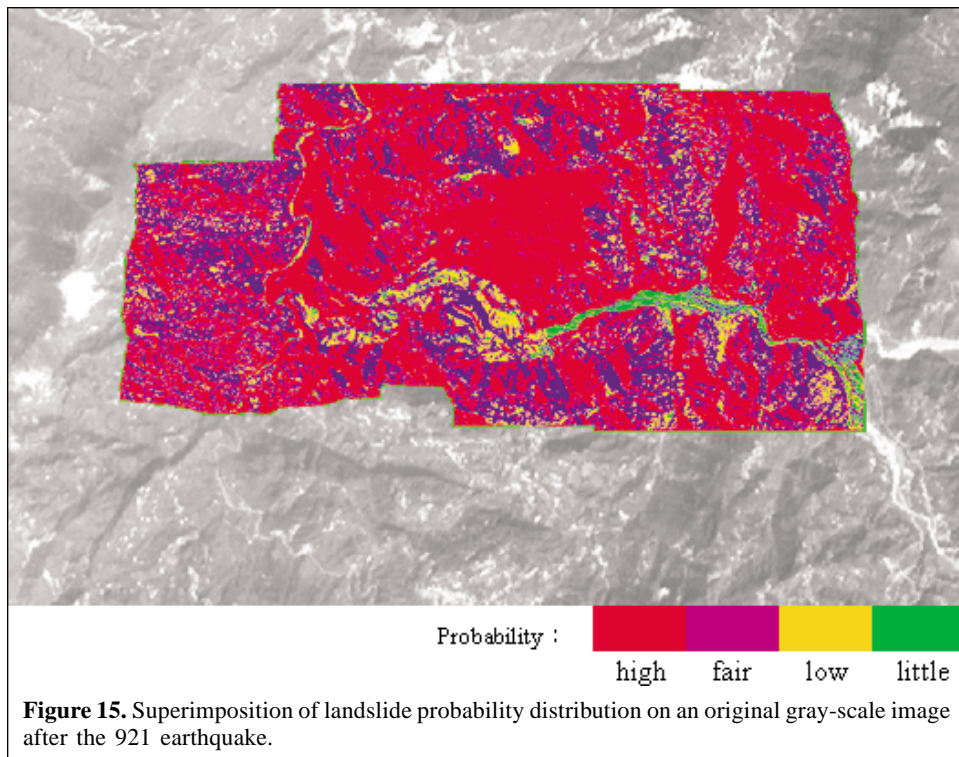 Probability :
high fair low little
Figure 15. Superimposition of landslide probability distribution on an original gray-scale image
after the 921 earthquake.